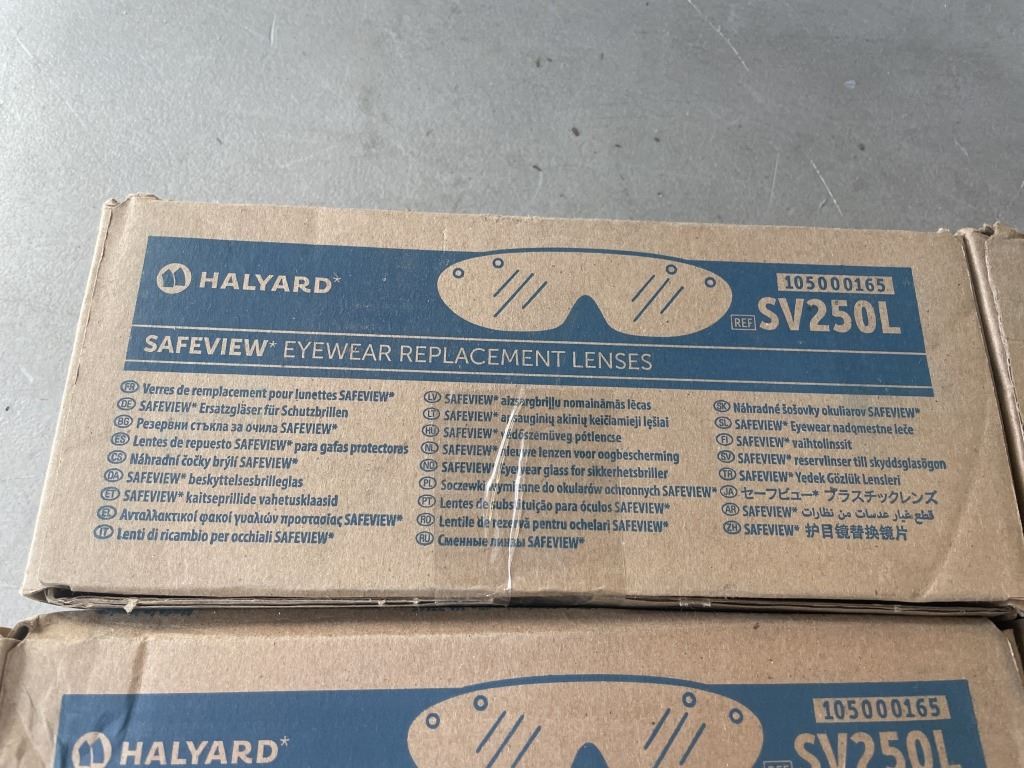 HALYARD*
105000165
REF SV250L
SAFEVIEW* EYEWEAR REPLACEMENT LENSES
FR Verres de remplacement pour lunettes SAFEVIEW*
DE SAFEVIEW* Ersatzgläser für Schutzbrillen
BG Резервни стъкла за очила SAFEVIEW*
ES Lentes de repuesto SAFEVIEW* para gafas protectoras
CS Náhradní čočky brýlí SAFEVIEW*
DA SAFEVIEW* beskyttelsesbrilleglas
ET SAFEVIEW* kaitseprillide vahetusklaasid
EL Ανταλλακτικοί φακοί γυαλιών προστασίας SAFEVIEW*
IT Lenti di ricambio per occhiali SAFEVIEW*
LV SAFEVIEW* aizsargbriļļu nomaināmās lēcas
LT SAFEVIEW* apsauginių akinių keičiamieji lęšiai
HU SAFEVIEW* védőszemüveg pótlencse
NL SAFEVIEW* nieuwe lenzen voor oogbescherming
NO SAFEVIEW* Eyewear glass for sikkerhetsbriller
PL Soczewki wymienne do okularów ochronnych SAFEVIEW*
PT Lentes de substituição para óculos SAFEVIEW*
RO Lentile de rezervă pentru ochelari SAFEVIEW*
RU Сменные линзы SAFEVIEW*
SK Náhradné šošovky okuliarov SAFEVIEW*
SL SAFEVIEW* Eyewear nadomestne leče
FI SAFEVIEW* vaihtolinssit
SV SAFEVIEW* reservlinser till skyddsglasögon
TR SAFEVIEW* Yedek Gözlük Lensleri
JA セーフビュー* プラスチックレンズ
AR قطع غيار عدسات من نظارات SAFEVIEW*
ZH SAFEVIEW* 护目镜替换镜片
HALYARD*
105000165
REF SV250L